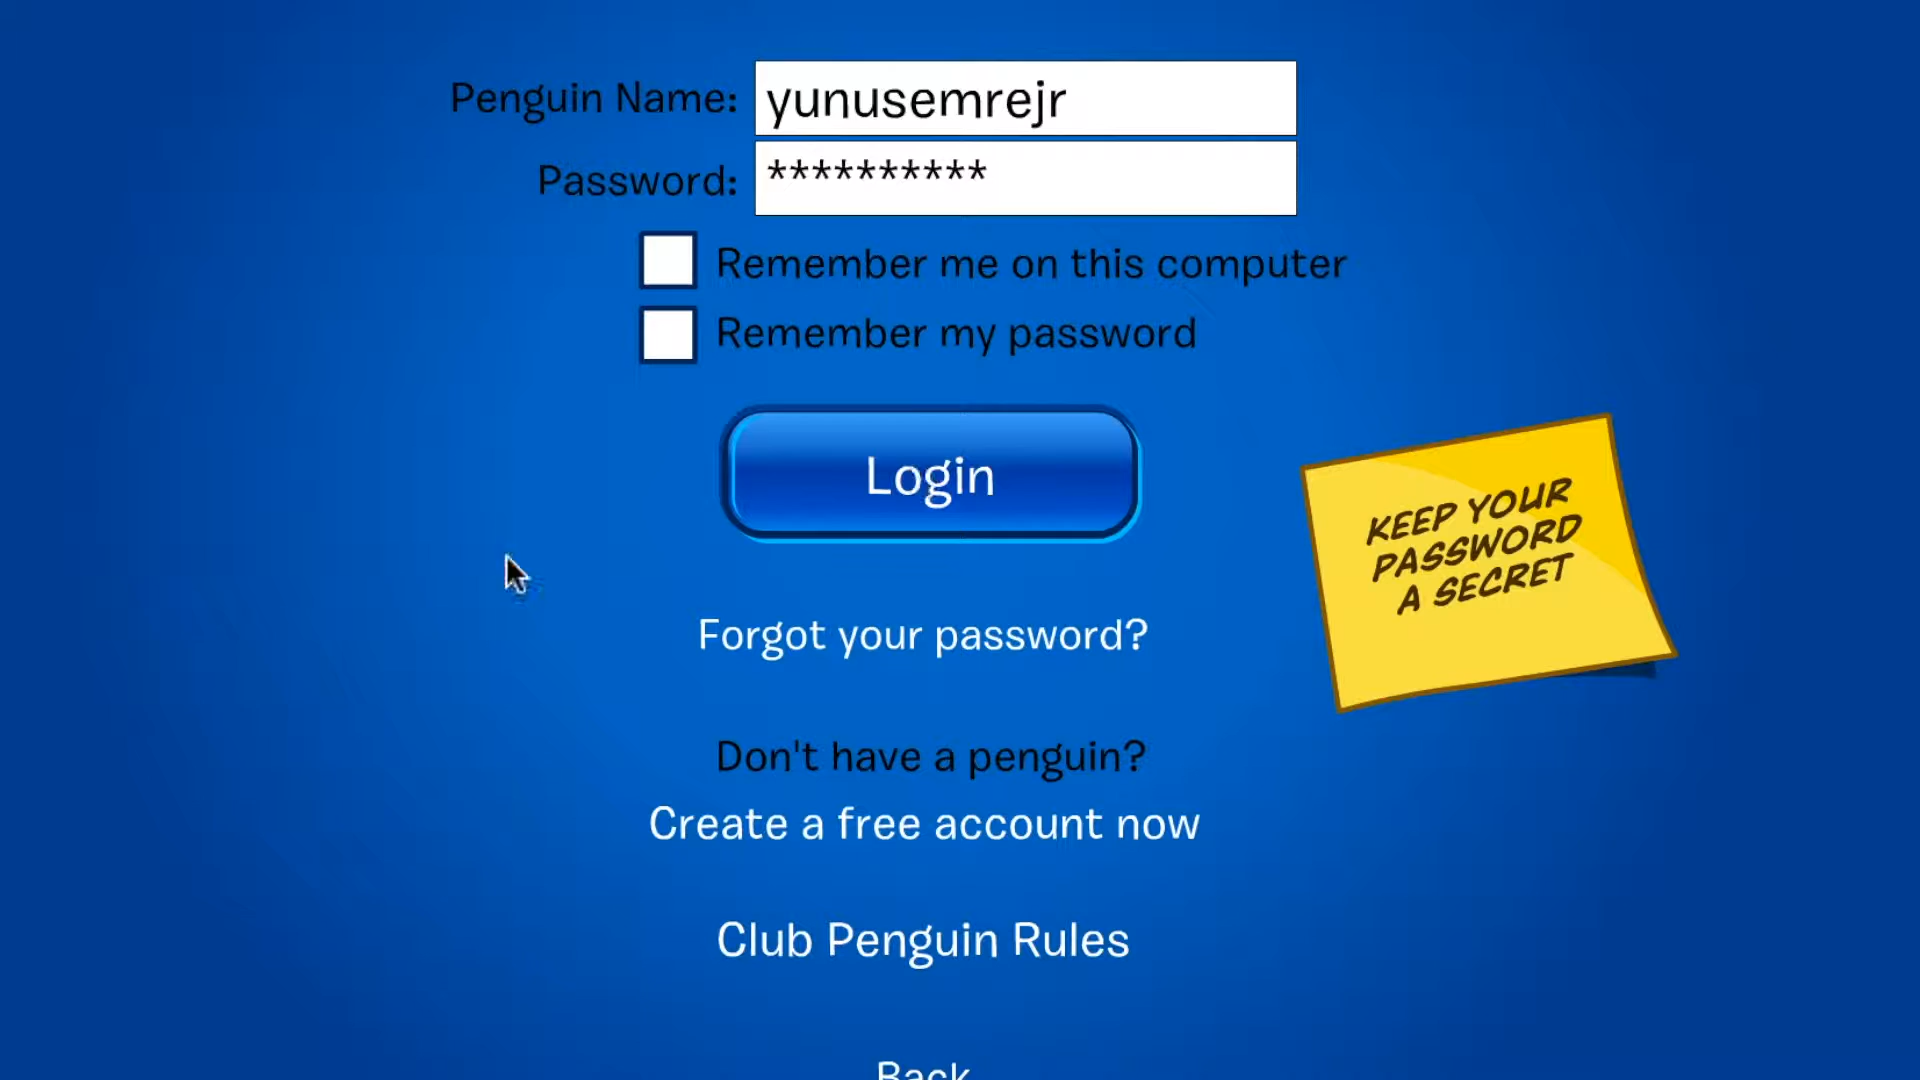 Penguin Name: yunusemrejr
Password: **********
Remember me on this computer
Remember my password
Login
KEEP YOUR
PASSWORD
A SECRET
Forgot your password?
Don't have a penguin?
Create a free account now
Club Penguin Rules
Back